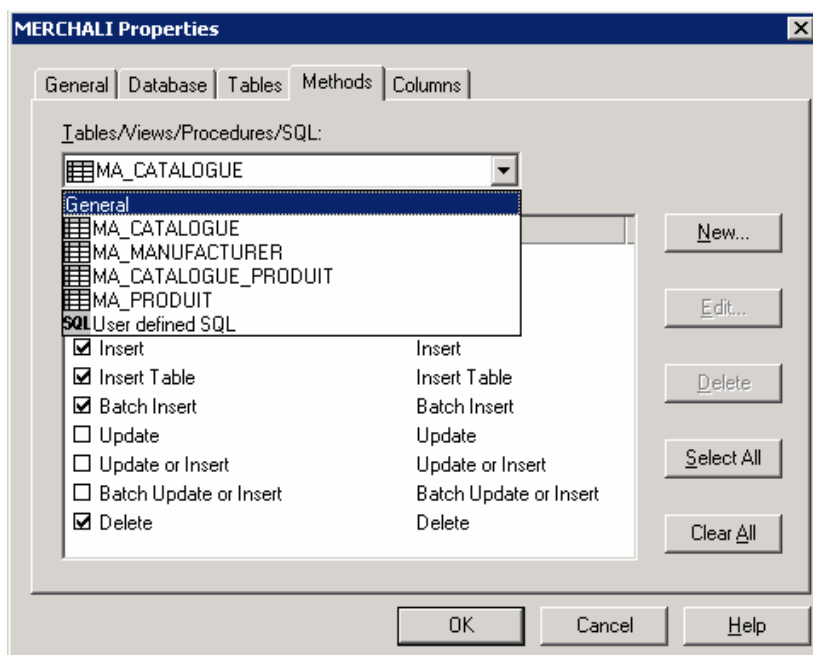 MERCHALI Properties
General Database Tables Methods Columns
Tables/Views/Procedures/SQL:
MA_CATALOGUE
General
MA_CATALOGUE
MA_MANUFACTURER
MA_CATALOGUE_PRODUIT
MA_PRODUIT
SQL User defined SQL
Insert Insert
Insert Table Insert Table
Batch Insert Batch Insert
Update Update
Update or Insert Update or Insert
Batch Update or Insert Batch Update or Insert
Delete Delete
New...
Edit...
Delete
Select All
Clear All
OK Cancel Help